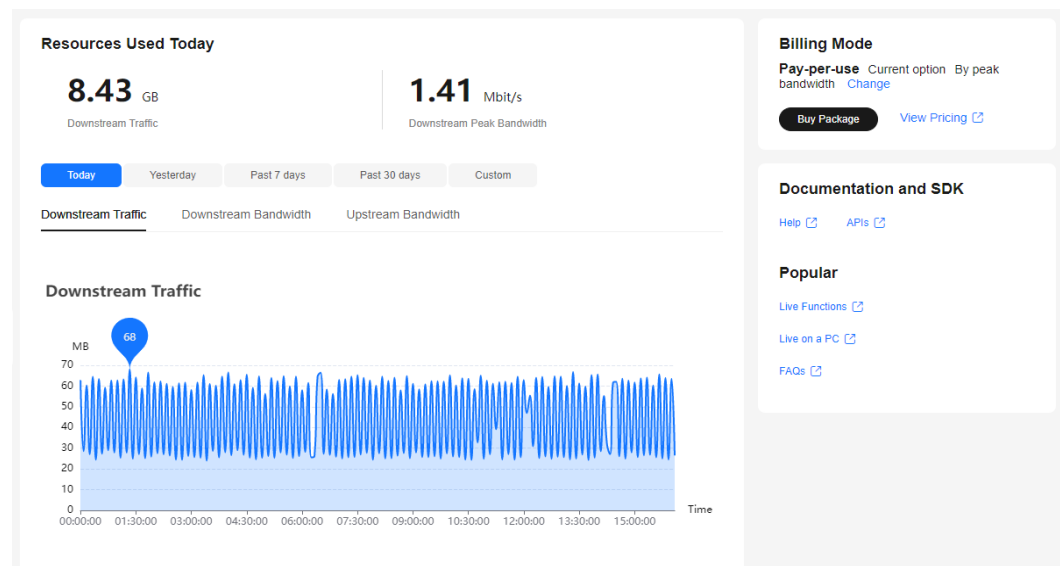 Resources Used Today
8.43 GB
Downstream Traffic
1.41 Mbit/s
Downstream Peak Bandwidth
Today Yesterday Past 7 days Past 30 days Custom
Downstream Traffic Downstream Bandwidth Upstream Bandwidth
Downstream Traffic
68
MB
70
60
50
40
30
20
10
0
Time
00:00:00 01:30:00 03:00:00 04:30:00 06:00:00 07:30:00 09:00:00 10:30:00 12:00:00 13:30:00 15:00:00
Billing Mode
Pay-per-use Current option By peak
bandwidth Change
Buy Package View Pricing
Documentation and SDK
Help APIs
Popular
Live Functions
Live on a PC
FAQs